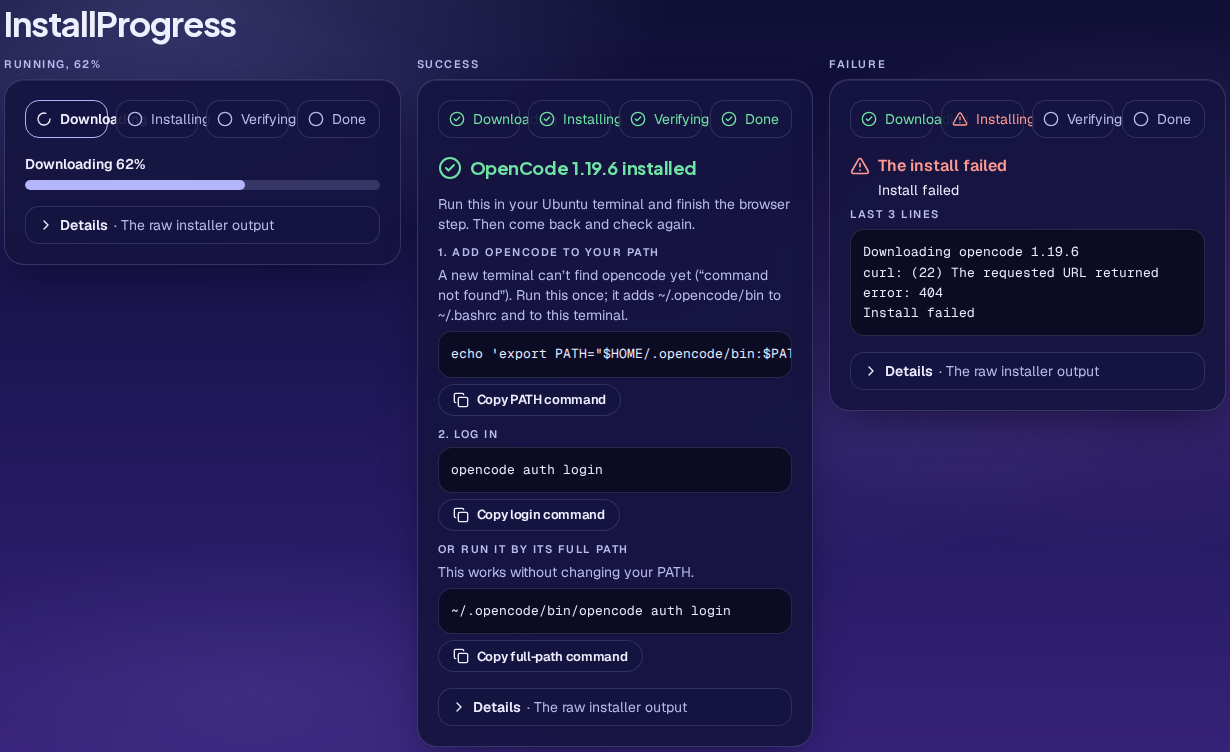 InstallProgress
RUNNING, 62%
Downloading
Installing
Verifying
Done
Downloading 62%
Details · The raw installer output
SUCCESS
Downloa
Installing
Verifying
Done
OpenCode 1.19.6 installed
Run this in your Ubuntu terminal and finish the browser
step. Then come back and check again.
1. ADD OPENCODE TO YOUR PATH
A new terminal can't find opencode yet (“command
not found”). Run this once; it adds ~/.opencode/bin to
~/.bashrc and to this terminal.
echo 'export PATH="$HOME/.opencode/bin:$PAT
Copy PATH command
2. LOG IN
opencode auth login
Copy login command
OR RUN IT BY ITS FULL PATH
This works without changing your PATH.
~/.opencode/bin/opencode auth login
Copy full-path command
Details · The raw installer output
FAILURE
Downloa
Installing
Verifying
Done
The install failed
Install failed
LAST 3 LINES
Downloading opencode 1.19.6
curl: (22) The requested URL returned
error: 404
Install failed
Details · The raw installer output